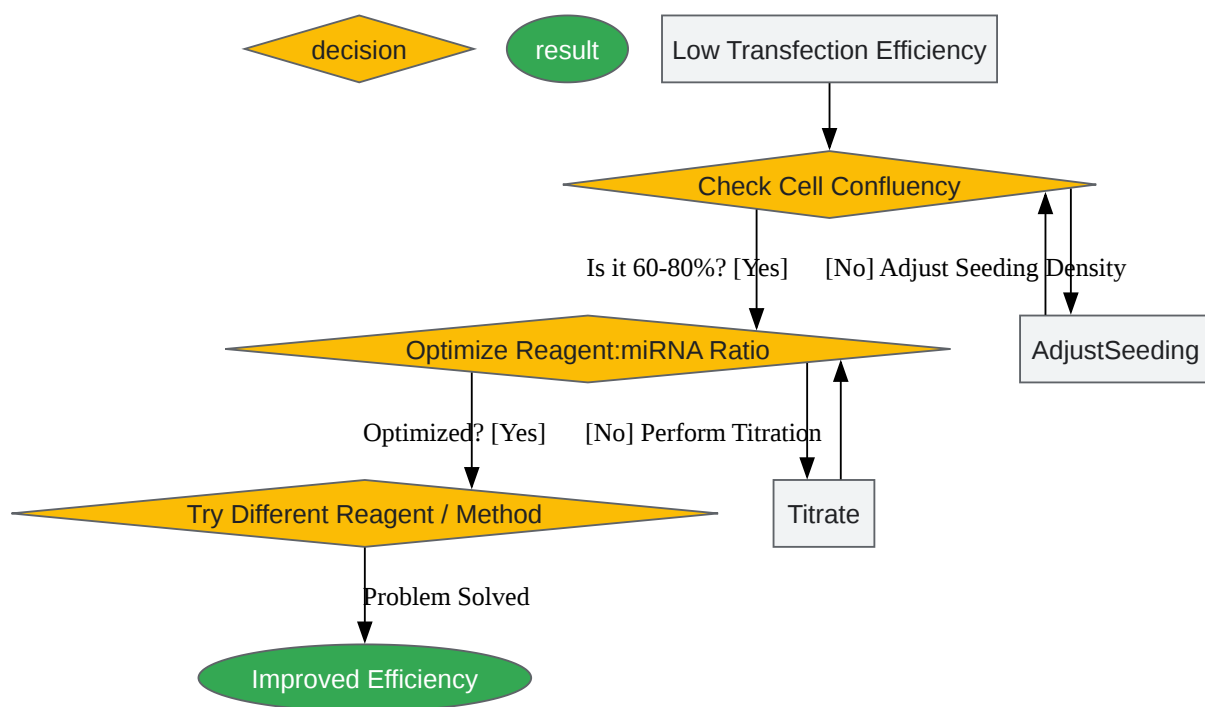 decision
result
Low Transfection Efficiency
Check Cell Confluency
Is it 60-80%? [Yes]
[No] Adjust Seeding Density
Optimize Reagent:miRNA Ratio
AdjustSeeding
Optimized? [Yes]
[No] Perform Titration
Try Different Reagent / Method
Titrate
Problem Solved
Improved Efficiency